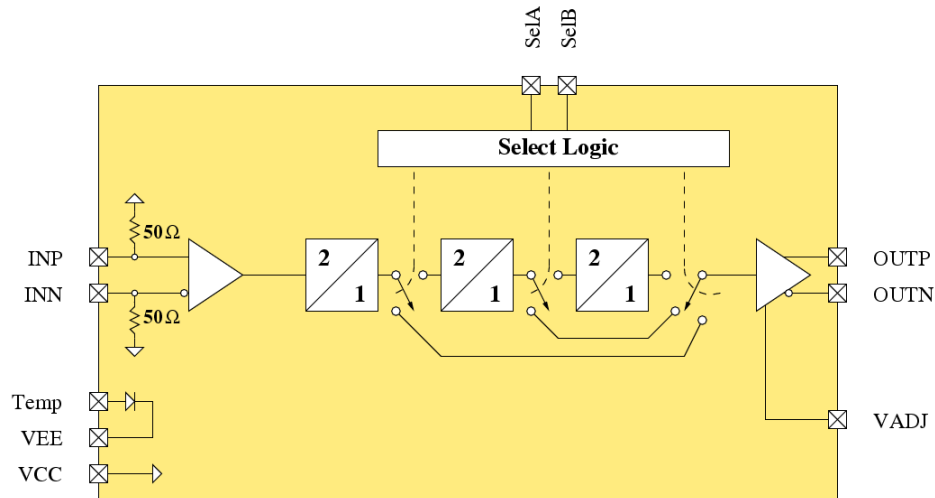 SelA
SelB
Select Logic
50Ω
INP
INN
50Ω
2
1
2
1
2
1
OUTP
OUTN
Temp
VEE
VCC
VADJ